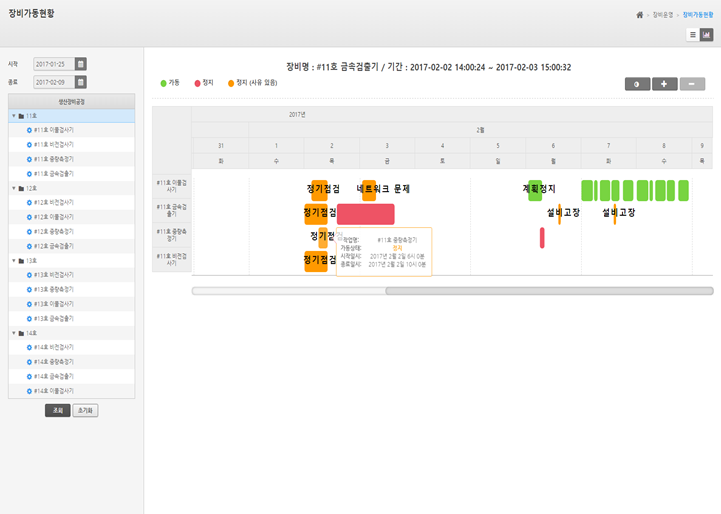 장비가동현황
장비운영 > 장비가동현황
시작 2017-01-25
종료 2017-02-09
생산장비공정
11호
#11호 이물검사기
#11호 비전검사기
#11호 중량측정기
#11호 금속검출기
12호
#12호 비전검사기
#12호 이물검사기
#12호 중량측정기
#12호 금속검출기
13호
#13호 비전검사기
#13호 중량측정기
#13호 이물검사기
#13호 금속검출기
14호
#14호 비전검사기
#14호 중량측정기
#14호 금속검출기
#14호 이물검사기
조회 초기화
장비명 : #11호 금속검출기 / 기간 : 2017-02-02 14:00:24 ~ 2017-02-03 15:00:32
가동 정지 정지 (사유 있음)
2017년
2월
31 1 2 3 4 5 6 7 8 9
화 수 목 금 토 일 월 화 수 목
#11호 이물검사기
정기점검 네트워크 문제 계획정지
#11호 금속검출기
정기점검 설비고장 설비고장
#11호 중량측정기
정기점
#11호 비전검사기
정기점검
작업명: #11호 중량측정기
가동상태: 정지
시작일시: 2017년 2월 2일 6시 0분
종료일시: 2017년 2월 2일 10시 0분